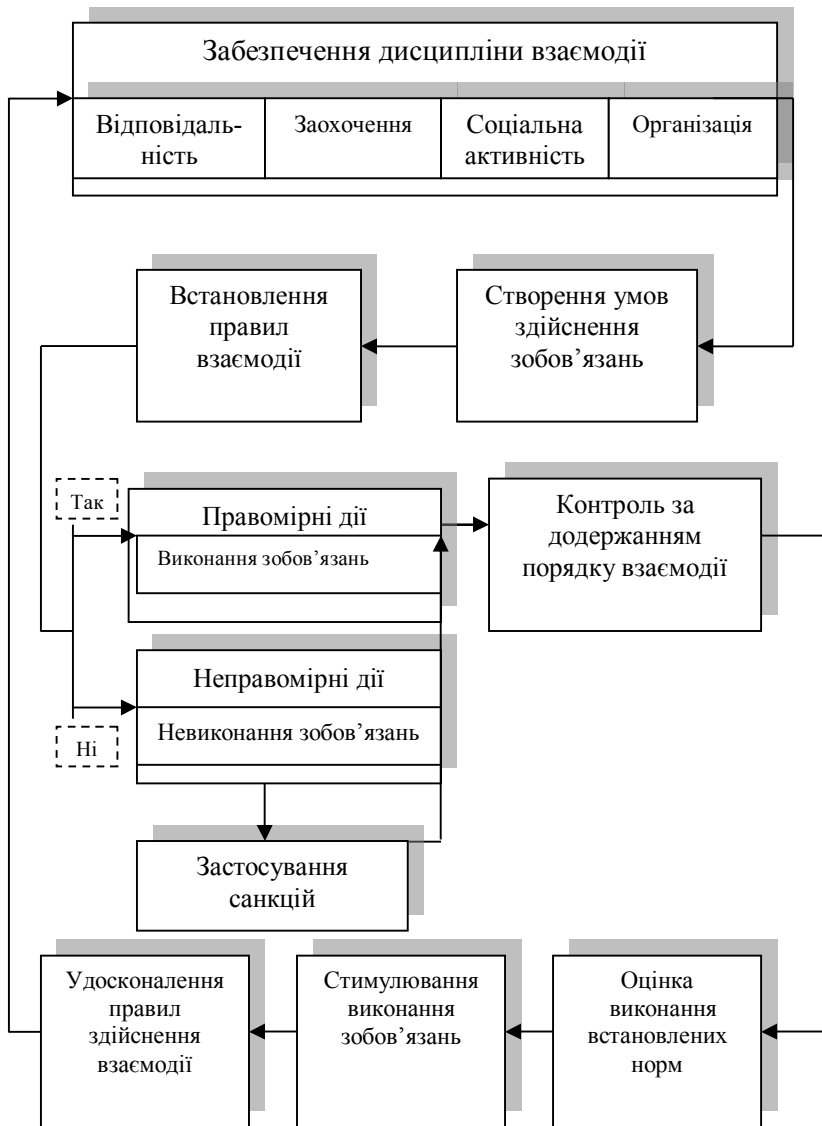 Забезпечення дисципліни взаємодії
Відповідаль-
ність
Заохочення
Соціальна
активність
Організація
Встановлення
правил
взаємодії
Створення умов
здійснення
зобов’язань
Так
Правомірні дії
Виконання зобов’язань
Контроль за
додержанням
порядку взаємодії
Неправомірні дії
Невиконання зобов’язань
Ні
Застосування
санкцій
Удосконалення
правил
здійснення
взаємодії
Стимулювання
виконання
зобов’язань
Оцінка
виконання
встановлених
норм